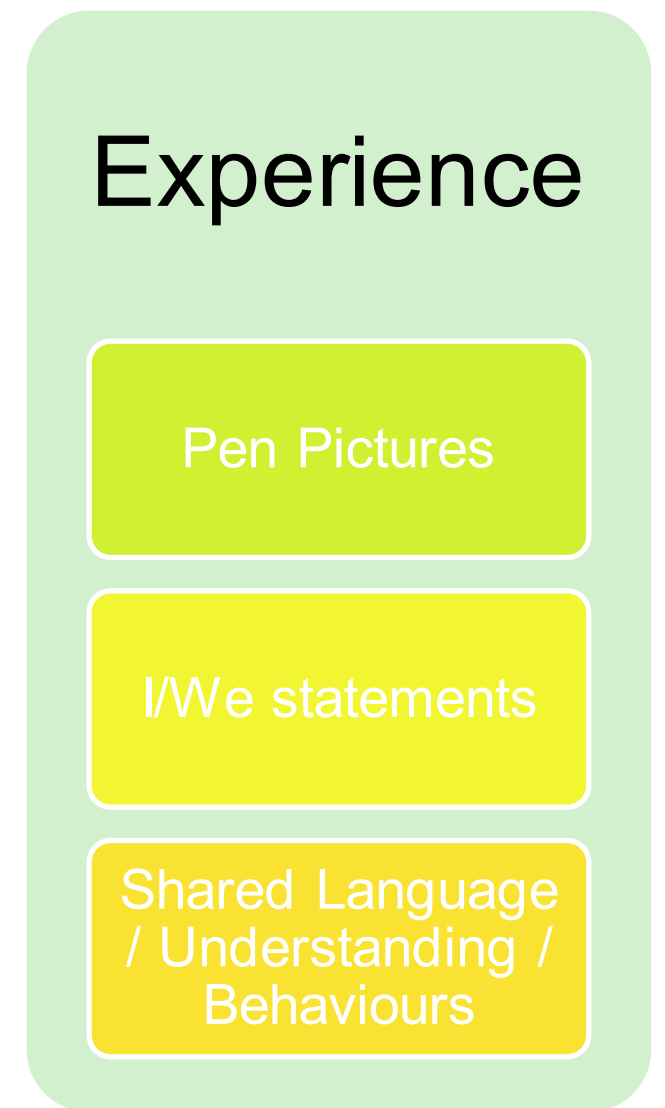 Experience
Pen Pictures
I/We statements
Shared Language
/ Understanding /
Behaviours